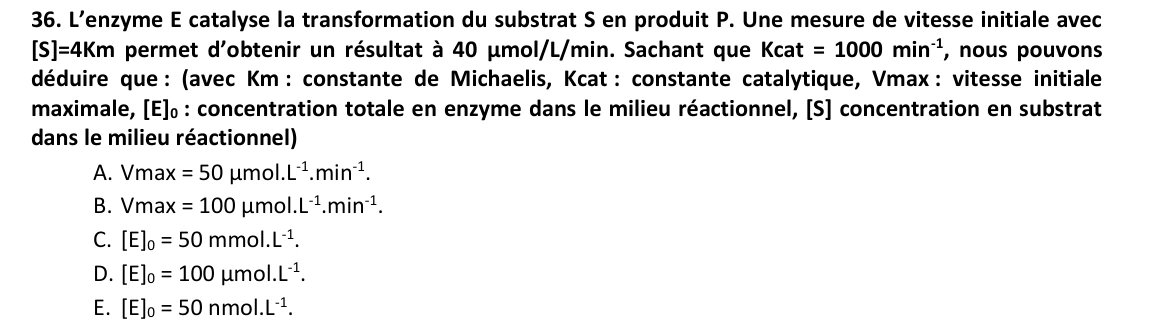 36. L’enzyme E catalyse la transformation du substrat S en produit P. Une mesure de vitesse initiale avec
[S]=4Km permet d’obtenir un résultat à 40 µmol/L/min. Sachant que Kcat = 1000 min⁻¹, nous pouvons
déduire que : (avec Km : constante de Michaelis, Kcat : constante catalytique, Vmax : vitesse initiale
maximale, [E]₀ : concentration totale en enzyme dans le milieu réactionnel, [S] concentration en substrat
dans le milieu réactionnel)
A. Vmax = 50 µmol.L⁻¹.min⁻¹.
B. Vmax = 100 µmol.L⁻¹.min⁻¹.
C. [E]₀ = 50 mmol.L⁻¹.
D. [E]₀ = 100 µmol.L⁻¹.
E. [E]₀ = 50 nmol.L⁻¹.